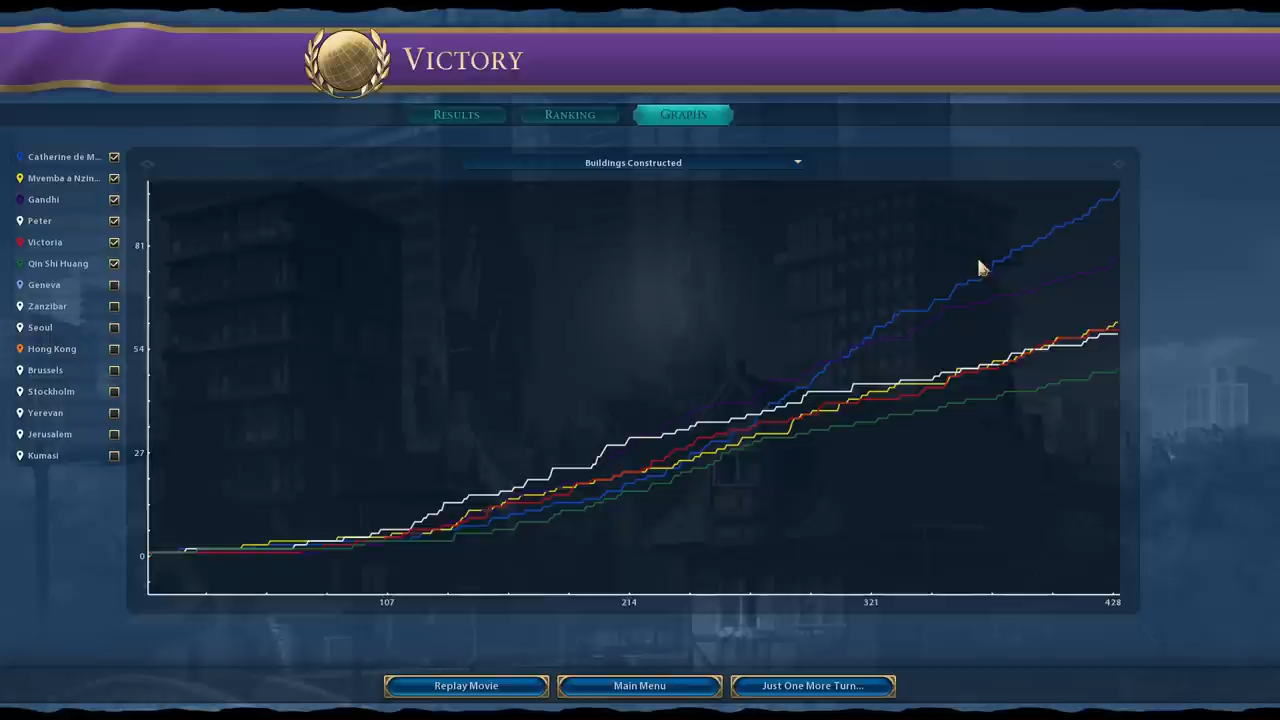 VICTORY
RESULTS
RANKING
GRAPHS
Buildings Constructed
Catherine de M...
Mvemba a Nzin...
Gandhi
Peter
Victoria
Qin Shi Huang
Geneva
Zanzibar
Seoul
Hong Kong
Brussels
Stockholm
Yerevan
Jerusalem
Kumasi
81
54
27
0
107
214
321
428
Replay Movie
Main Menu
Just One More Turn...